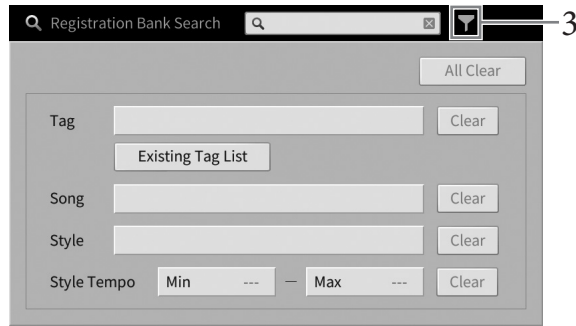 Registration Bank Search
3
All Clear
Tag Clear
Existing Tag List
Song Clear
Style Clear
Style Tempo Min --- – Max --- Clear